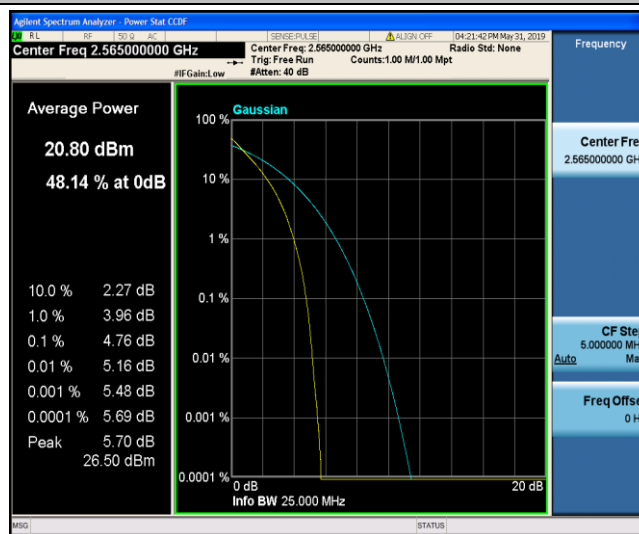 Agilent Spectrum Analyzer - Power Stat CCDF
RL RF 50 Ω AC SENSE:PULSE ALIGN OFF 04:21:42 PM May 31, 2019
Center Freq 2.565000000 GHz
Center Freq: 2.565000000 GHz Radio Std: None
Trig: Free Run Counts:1.00 M/1.00 Mpt
#IFGain:Low #Atten: 40 dB
Frequency
Average Power
20.80 dBm
48.14 % at 0dB
10.0 % 2.27 dB
1.0 % 3.96 dB
0.1 % 4.76 dB
0.01 % 5.16 dB
0.001 % 5.48 dB
0.0001 % 5.69 dB
Peak 5.70 dB
26.50 dBm
Gaussian
100 %
10 %
1 %
0.1 %
0.01 %
0.001 %
0.0001 %
0 dB 20 dB
Info BW 25.000 MHz
Center Fre
2.565000000 GH
CF Ste
5.000000 MH
Auto Ma
Freq Offse
0 H
MSG STATUS